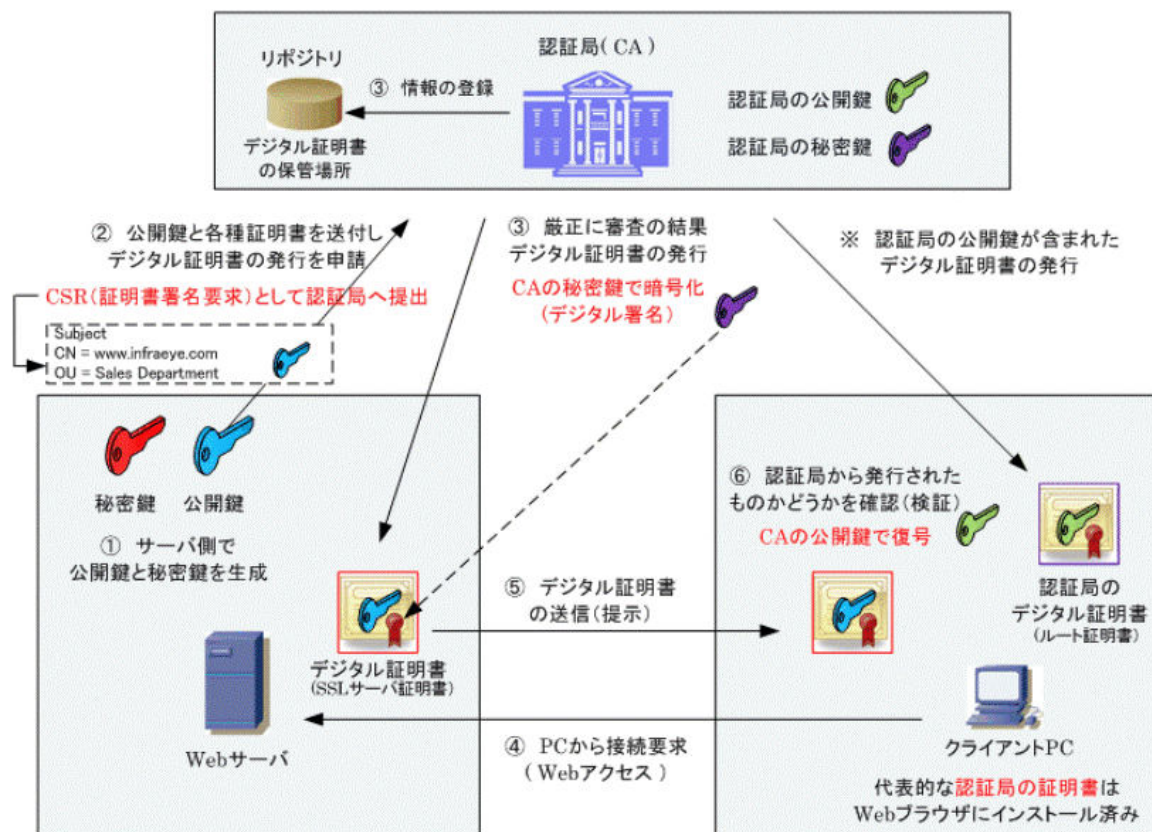 認証局( CA )
リポジトリ
③ 情報の登録
デジタル証明書
の保管場所
認証局の公開鍵
認証局の秘密鍵
② 公開鍵と各種証明書を送付し
デジタル証明書の発行を申請
CSR(証明書署名要求)として認証局へ提出
Subject
CN = www.infraeye.com
OU = Sales Department
③ 厳正に審査の結果
デジタル証明書の発行
CAの秘密鍵で暗号化
(デジタル署名)
※ 認証局の公開鍵が含まれた
デジタル証明書の発行
秘密鍵
公開鍵
① サーバ側で
公開鍵と秘密鍵を生成
デジタル証明書
(SSLサーバ証明書)
Webサーバ
⑤ デジタル証明書
の送信(提示)
④ PCから接続要求
( Webアクセス )
⑥ 認証局から発行された
ものかどうかを確認(検証)
CAの公開鍵で復号
認証局の
デジタル証明書
(ルート証明書)
クライアントPC
代表的な認証局の証明書は
Webブラウザにインストール済み